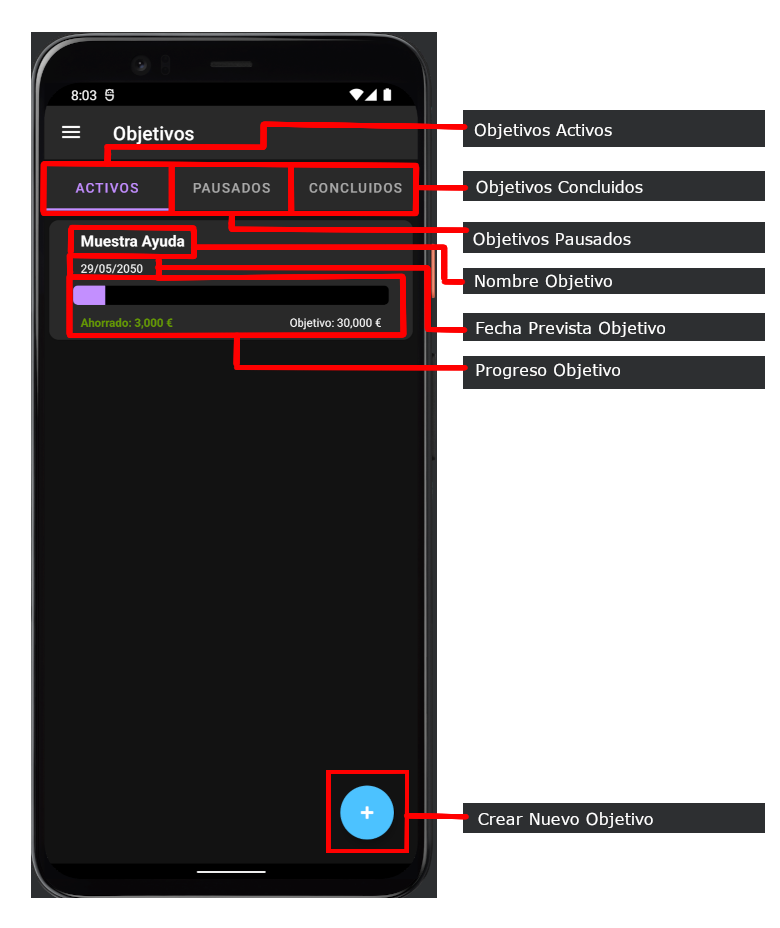 8:03
Objetivos
ACTIVOS PAUSADOS CONCLUIDOS
Muestra Ayuda
29/05/2050
Ahorrado: 3,000 € Objetivo: 30,000 €
+
Objetivos Activos
Objetivos Concluidos
Objetivos Pausados
Nombre Objetivo
Fecha Prevista Objetivo
Progreso Objetivo
Crear Nuevo Objetivo